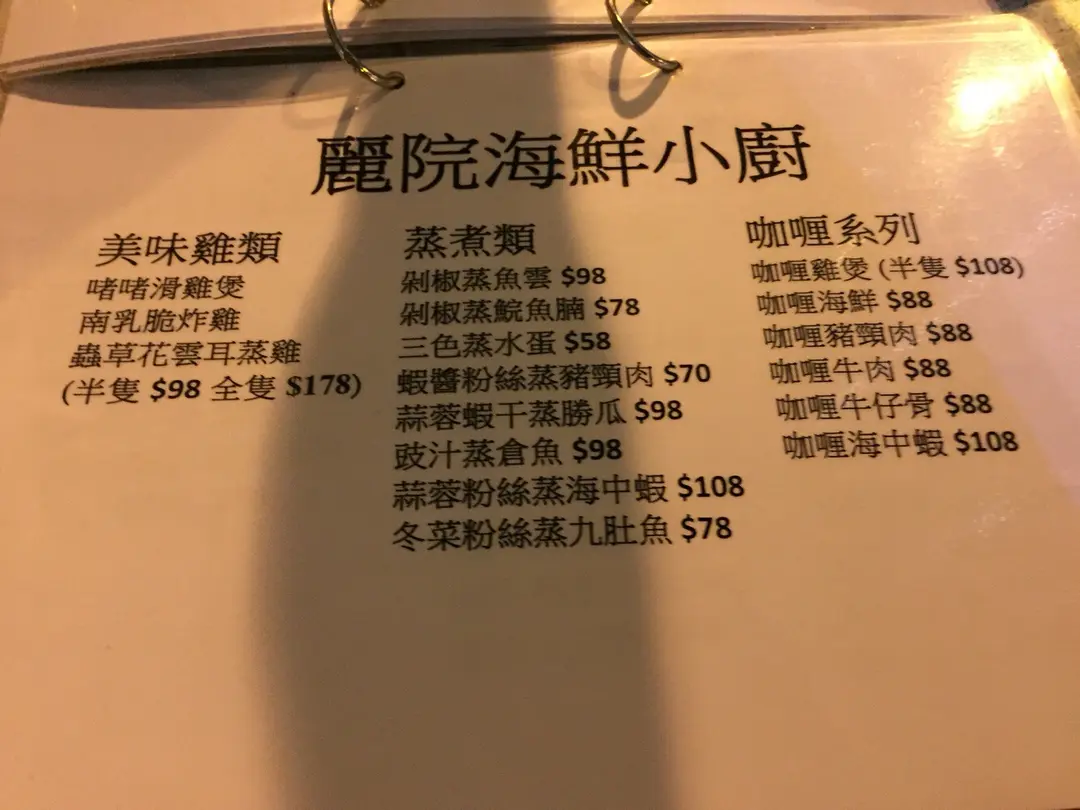 麗院海鮮小廚
美味雞類
啫啫滑雞煲
南乳脆炸雞
蟲草花雲耳蒸雞
(半隻 $98 全隻 $178)
蒸煮類
剁椒蒸魚雲 $98
剁椒蒸鯇魚腩 $78
三色蒸水蛋 $58
蝦醬粉絲蒸豬頸肉 $70
蒜蓉蝦干蒸勝瓜 $98
豉汁蒸倉魚 $98
蒜蓉粉絲蒸海中蝦 $108
冬菜粉絲蒸九肚魚 $78
咖喱系列
咖喱雞煲 (半隻 $108)
咖喱海鮮 $88
咖喱豬頸肉 $88
咖喱牛肉 $88
咖喱牛仔骨 $88
咖喱海中蝦 $108